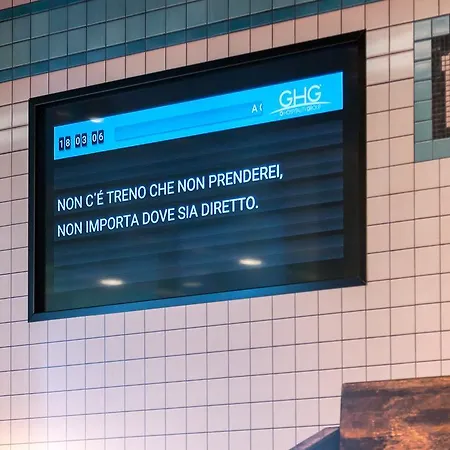 18 03 06
A
GHG
NON C'É TRENO CHE NON PRENDEREI,
NON IMPORTA DOVE SIA DIRETTO.